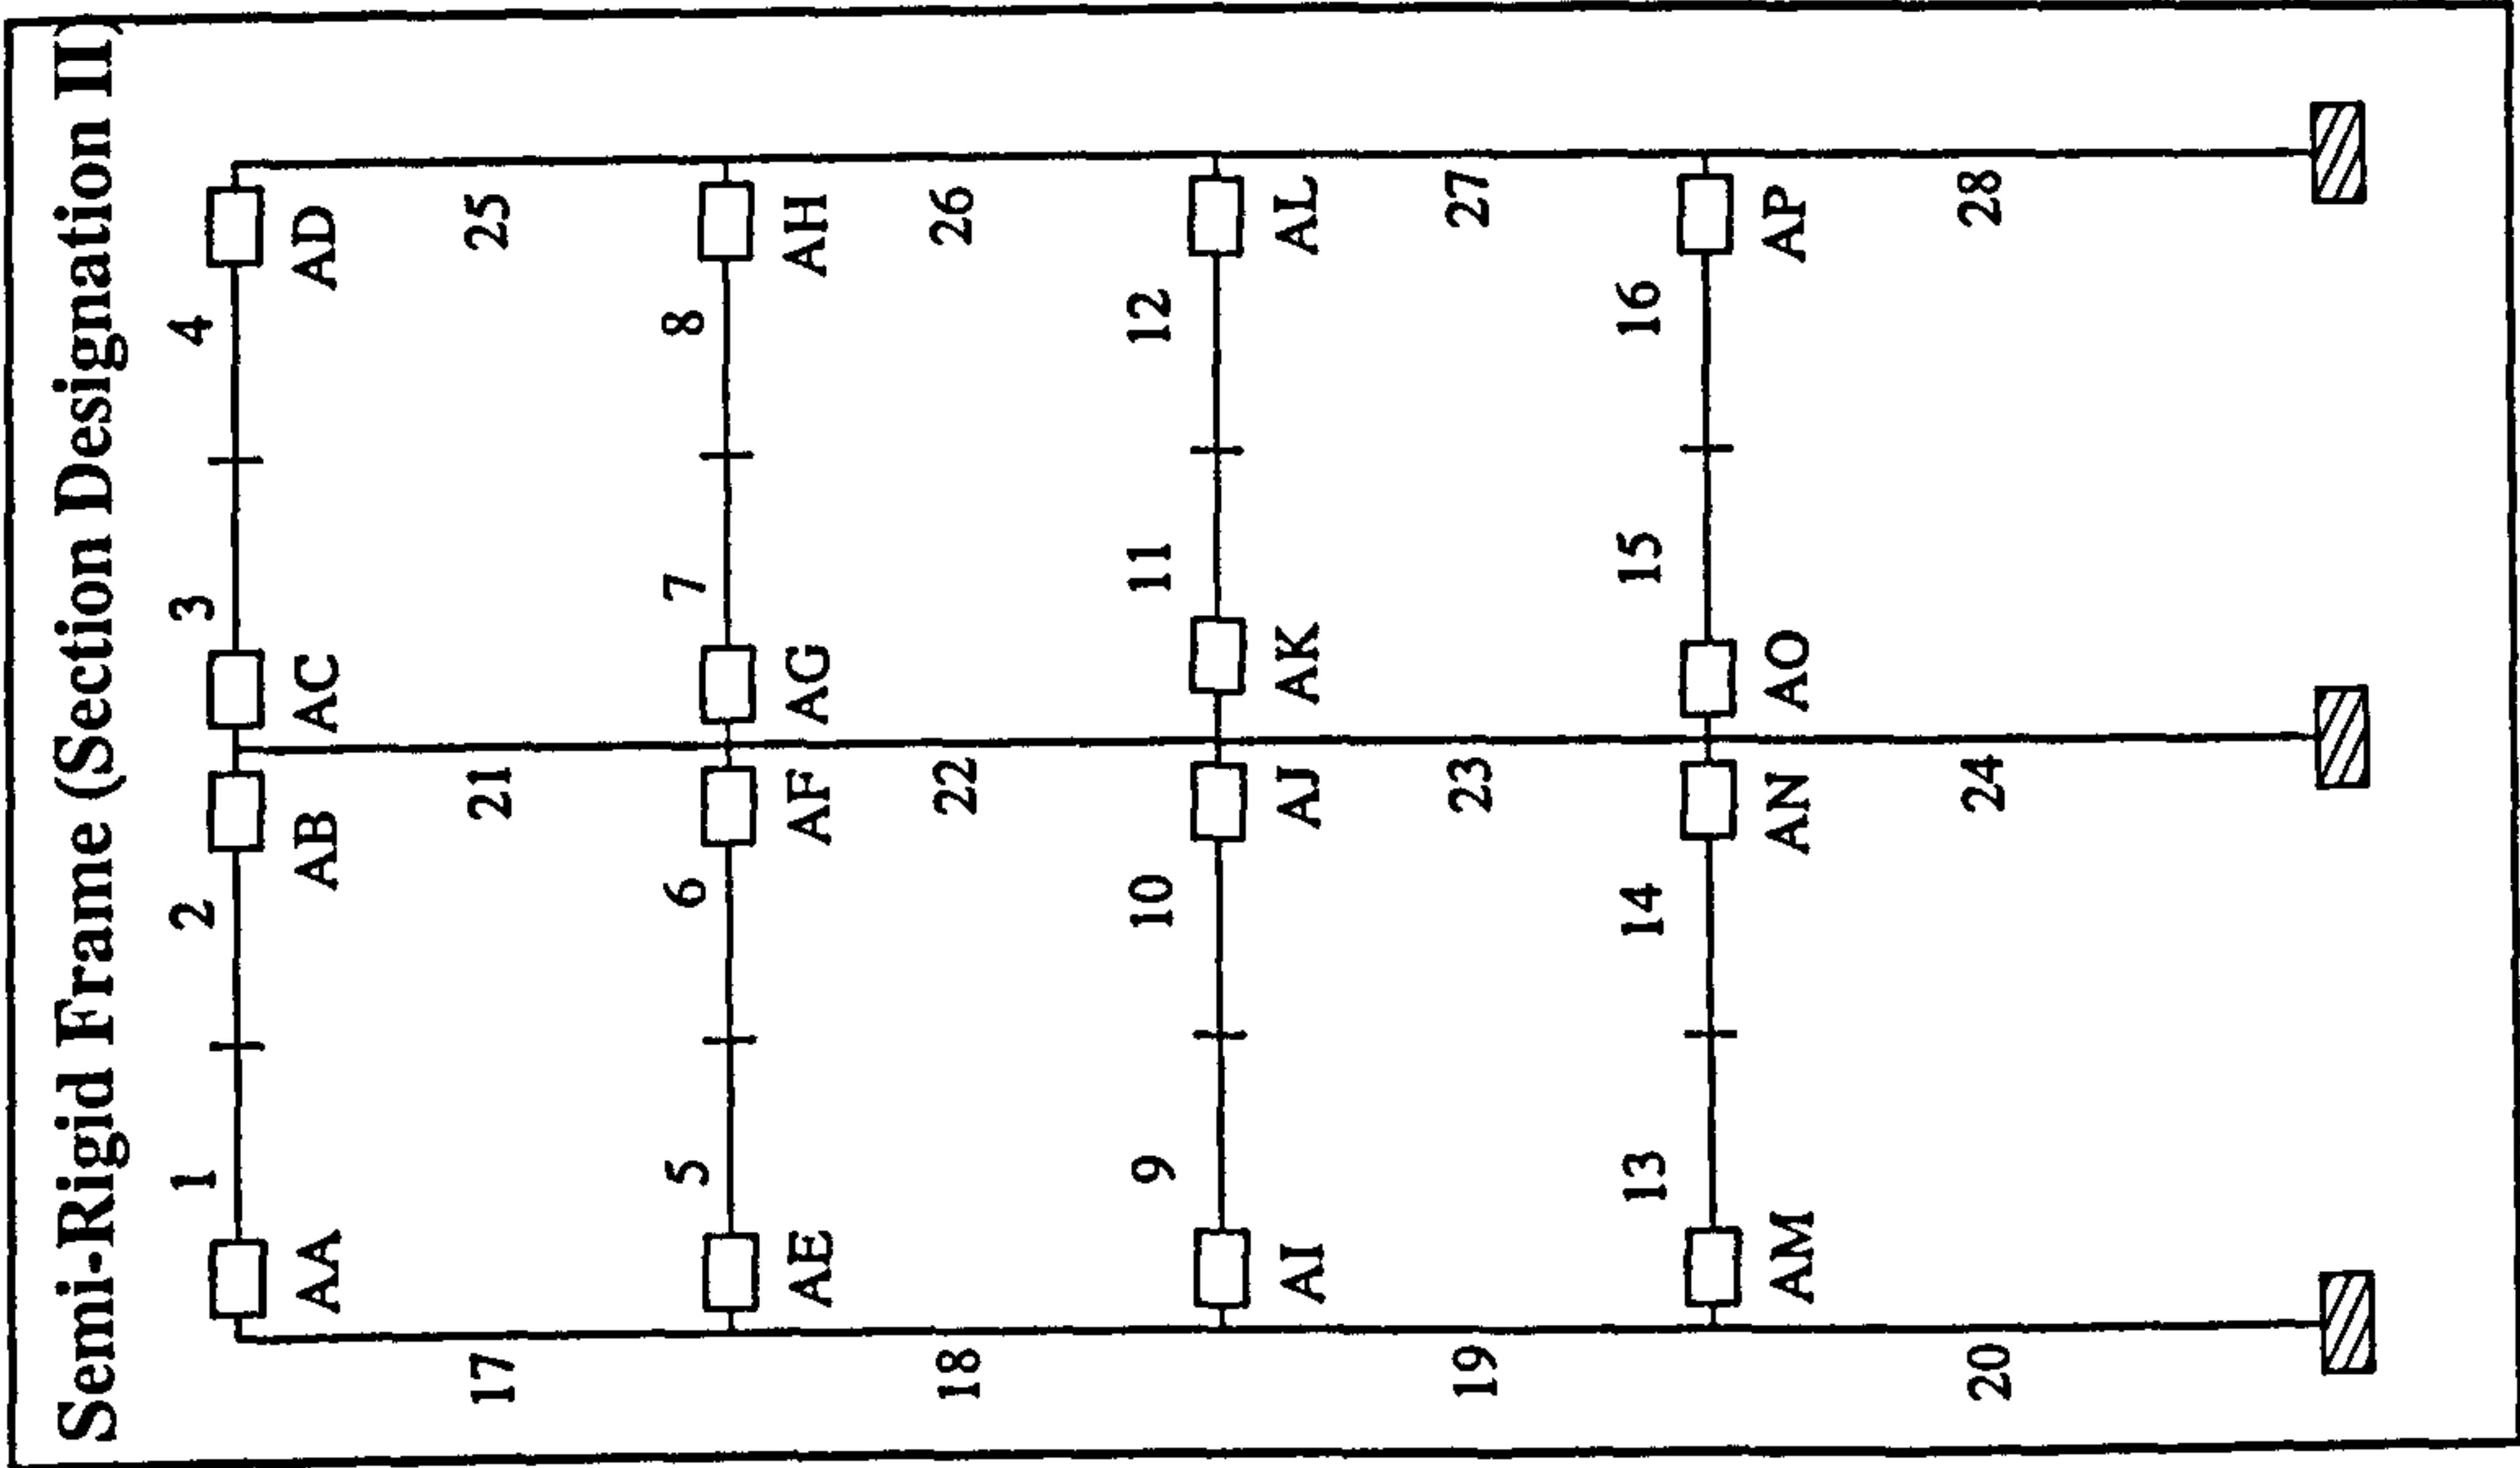 Semi-Rigid Frame (Section Designation II)
1 2 3 4
AA AB AC AD
17 21 25
5 6 7 8
AE AF AG AH
18 22 26
9 10 11 12
AI AJ AK AL
19 23 27
13 14 15 16
AM AN AO AP
20 24 28